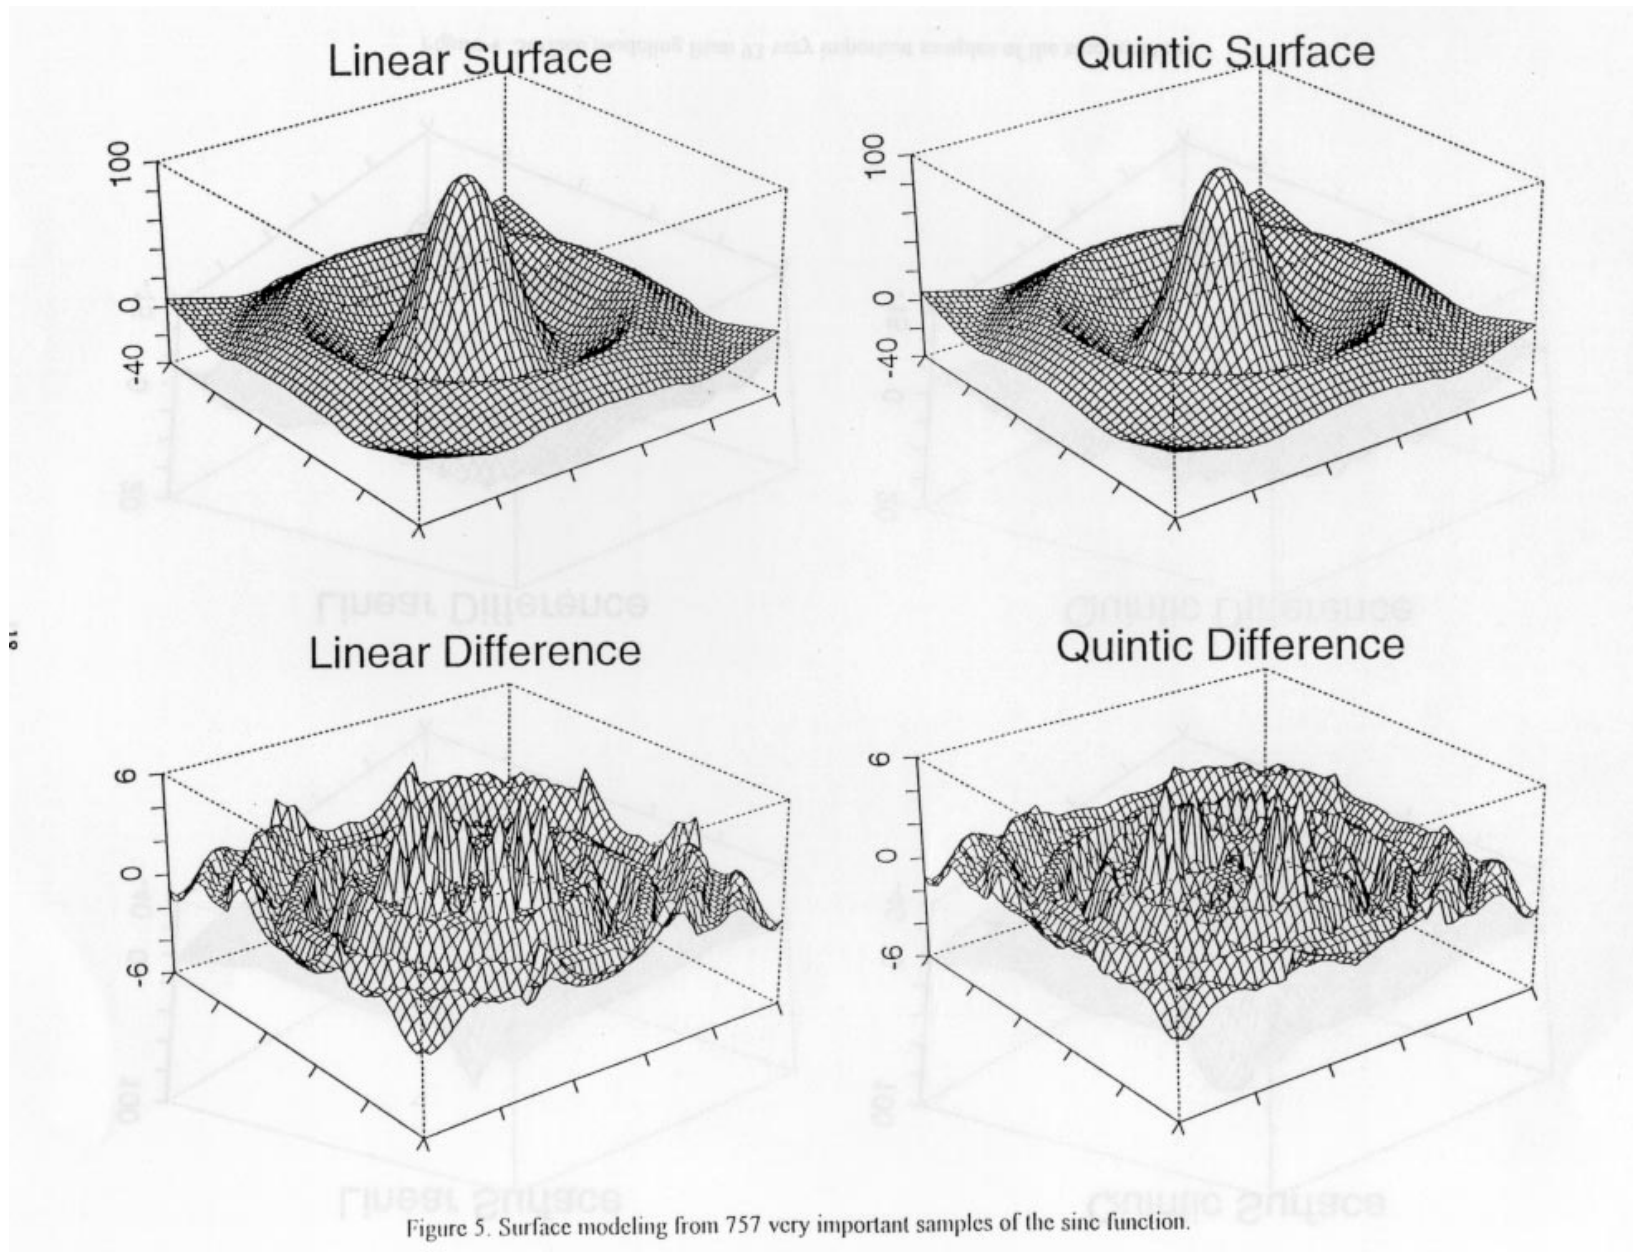 Linear Surface
Quintic Surface
100
0
-40
100
0
-40
Linear Difference
Quintic Difference
6
0
-6
6
0
-6
Figure 5. Surface modeling from 757 very important samples of the sinc function.